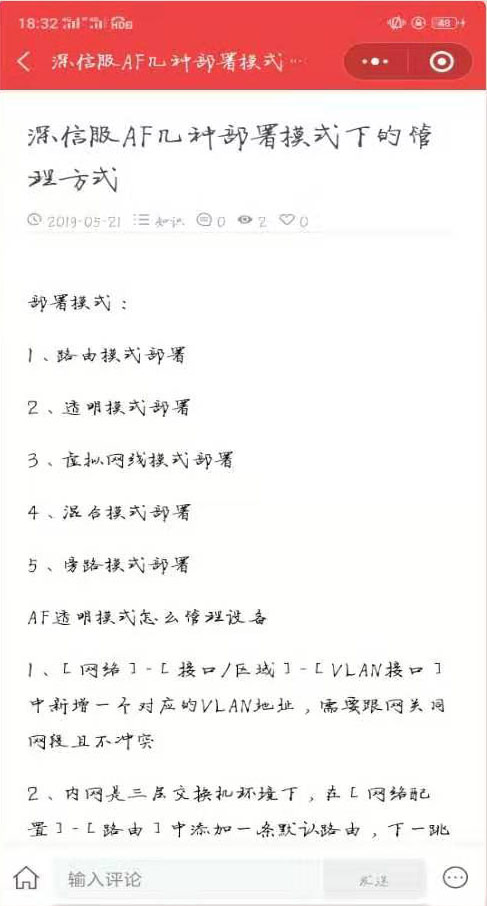 18:32 HD
深信服AF几种部署模式…
深信服AF几种部署模式下的管
理方式
2019-05-21 知识 0 2 0
部署模式：
1、路由模式部署
2、透明模式部署
3、虚拟网线模式部署
4、混合模式部署
5、旁路模式部署
AF透明模式怎么管理设备
1、[网络]-[接口/区域]-[VLAN接口]
中新增一个对应的VLAN地址，需要跟网关同
网段且不冲突
2、内网是三层交换机环境下，在[网络配
置]-[路由]中添加一条默认路由，下一跳
输入评论
发送